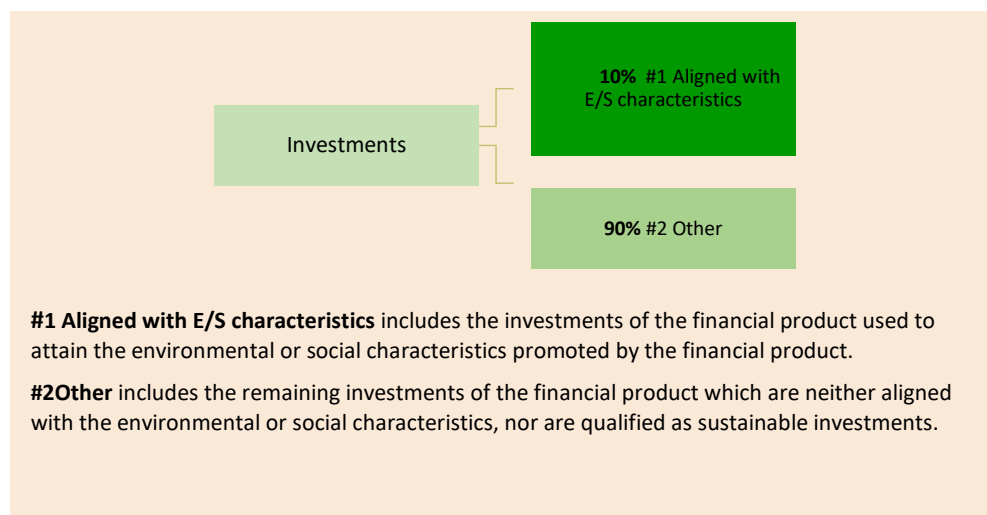 10% #1 Aligned with
E/S characteristics
Investments
90% #2 Other
#1 Aligned with E/S characteristics includes the investments of the financial product used to
attain the environmental or social characteristics promoted by the financial product.
#2Other includes the remaining investments of the financial product which are neither aligned
with the environmental or social characteristics, nor are qualified as sustainable investments.